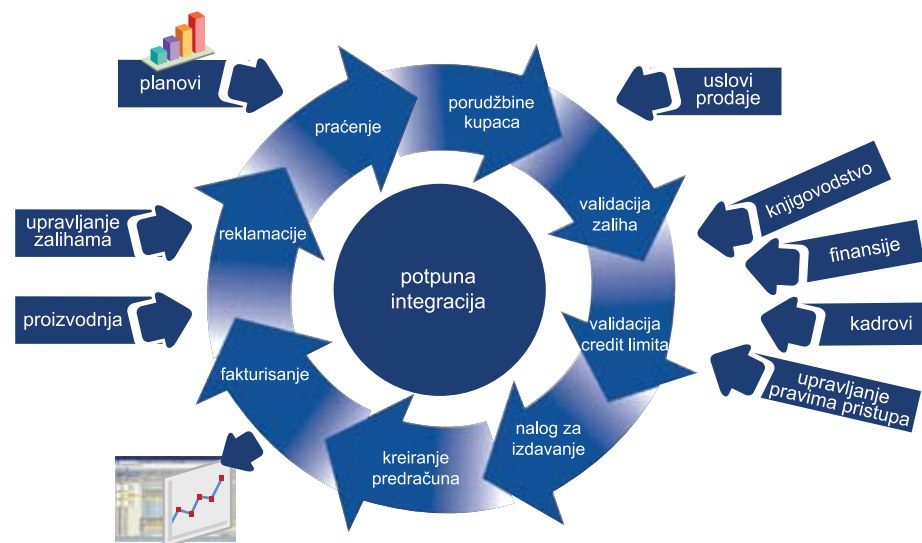 planovi
uslovi
prodaje
praćenje
porudžbine
kupaca
validacija
zaliha
knjigovodstvo
finansije
kadrovi
upravljanje
pravima pristupa
upravljanje
zalihama
reklamacije
potpuna
integracija
proizvodnja
validacija
credit limita
fakturisanje
nalog za
izdavanje
kreiranje
predračuna